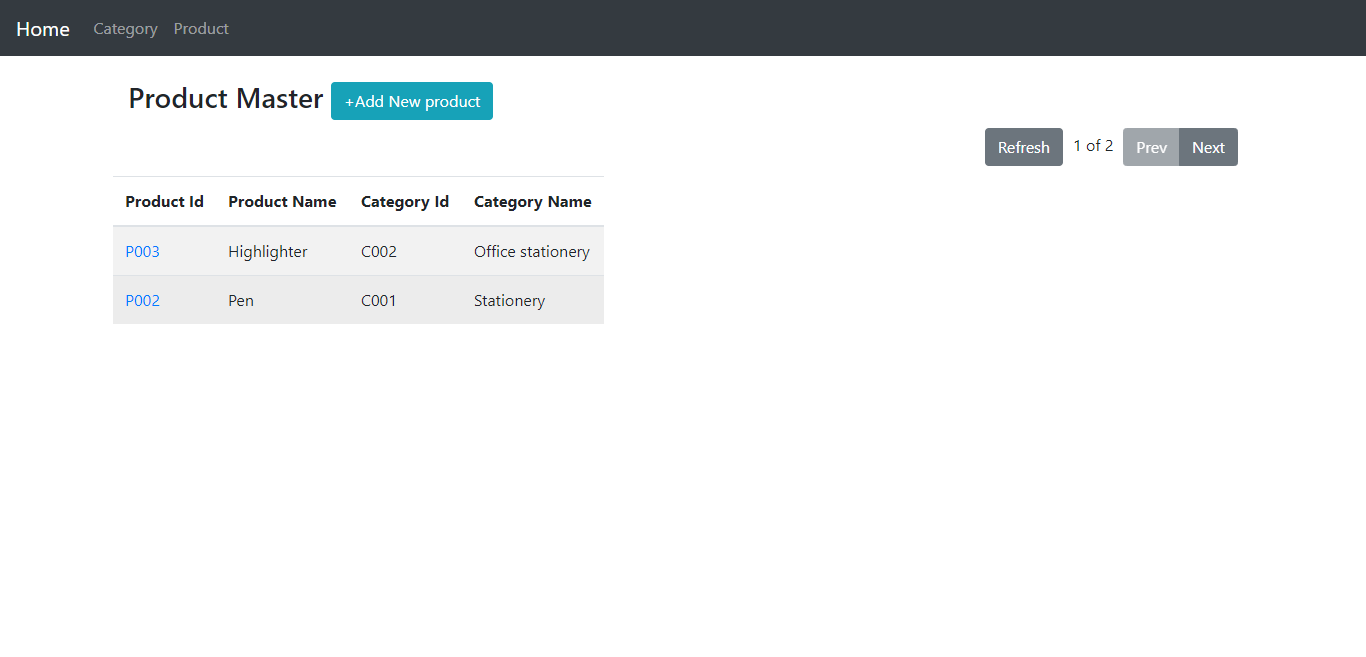 Home Category Product
Product Master +Add New product
Refresh 1 of 2 Prev Next
Product Id Product Name Category Id Category Name
P003 Highlighter C002 Office stationery
P002 Pen C001 Stationery